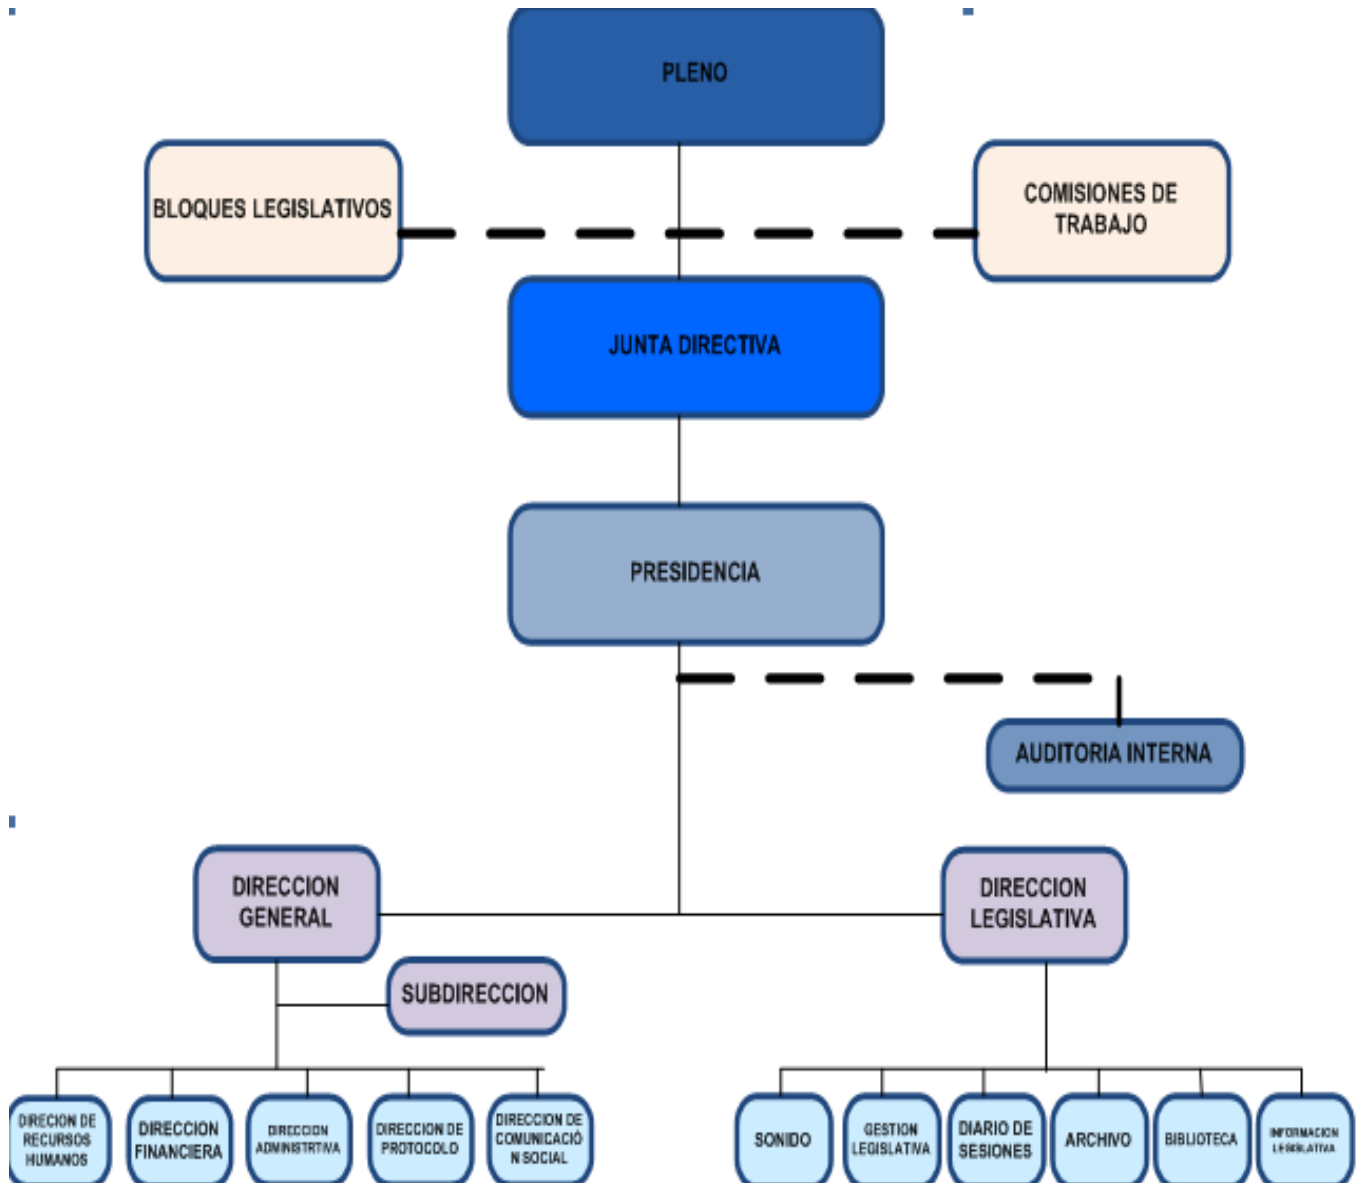 PLENO
BLOQUES LEGISLATIVOS
COMISIONES DE
TRABAJO
JUNTA DIRECTIVA
PRESIDENCIA
AUDITORIA INTERNA
DIRECCION
GENERAL
DIRECCION
LEGISLATIVA
SUBDIRECCION
DIRECION DE
RECURSOS
HUMANOS
DIRECCION
FINANCIERA
DIRECCION
ADMINISTRTIVA
DIRECCION DE
PROTOCOLO
DIRECCION DE
COMUNICACIÓ
N SOCIAL
SONIDO
GESTION
LEGISLATIVA
DIARIO DE
SESIONES
ARCHIVO
BIBLIOTECA
INFORMACION
LEGISLATIVA